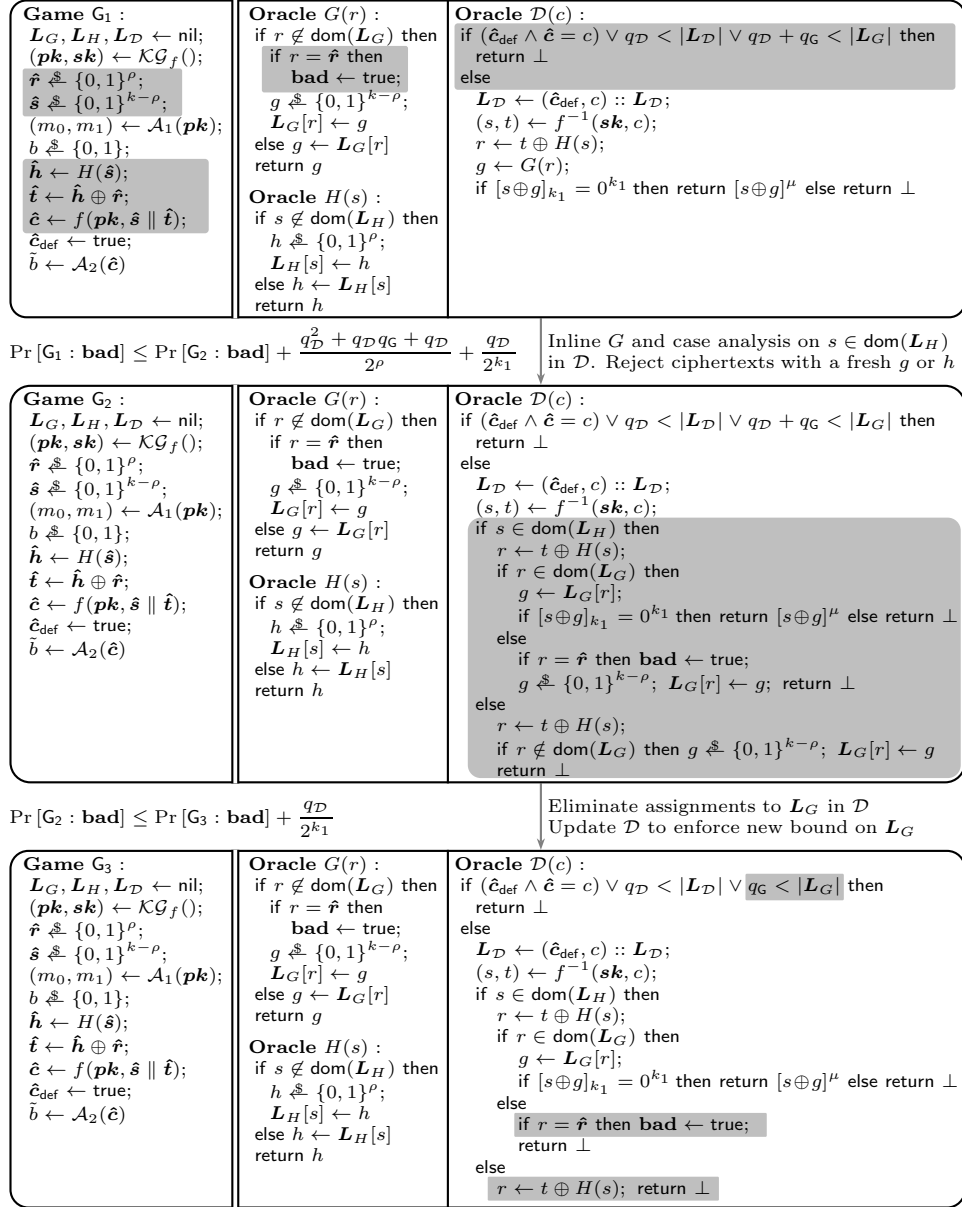 Game G₁ :
L_G, L_H, L_𝒟 ← nil;
(pk, sk) ← 𝒦𝒢_f();
r̂ ←$ {0, 1}^ρ;
ŝ ←$ {0, 1}^{k−ρ};
(m₀, m₁) ← 𝒜₁(pk);
b ←$ {0, 1};
ĥ ← H(ŝ);
t̂ ← ĥ ⊕ r̂;
ĉ ← f(pk, ŝ ∥ t̂);
ĉ_def ← true;
b̃ ← 𝒜₂(ĉ)
Oracle G(r) :
if r ∉ dom(L_G) then
if r = r̂ then
bad ← true;
g ←$ {0, 1}^{k−ρ};
L_G[r] ← g
else g ← L_G[r]
return g
Oracle H(s) :
if s ∉ dom(L_H) then
h ←$ {0, 1}^ρ;
L_H[s] ← h
else h ← L_H[s]
return h
Oracle 𝒟(c) :
if (ĉ_def ∧ ĉ = c) ∨ q_𝒟 < |L_𝒟| ∨ q_𝒟 + q_G < |L_G| then
return ⊥
else
L_𝒟 ← (ĉ_def, c) :: L_𝒟;
(s, t) ← f^{−1}(sk, c);
r ← t ⊕ H(s);
g ← G(r);
if [s⊕g]_{k₁} = 0^{k₁} then return [s⊕g]^μ else return ⊥
Pr [G₁ : bad] ≤ Pr [G₂ : bad] + (q_𝒟² + q_𝒟q_G + q_𝒟)/2^ρ + q_𝒟/2^{k₁}
Inline G and case analysis on s ∈ dom(L_H)
in 𝒟. Reject ciphertexts with a fresh g or h
Game G₂ :
L_G, L_H, L_𝒟 ← nil;
(pk, sk) ← 𝒦𝒢_f();
r̂ ←$ {0, 1}^ρ;
ŝ ←$ {0, 1}^{k−ρ};
(m₀, m₁) ← 𝒜₁(pk);
b ←$ {0, 1};
ĥ ← H(ŝ);
t̂ ← ĥ ⊕ r̂;
ĉ ← f(pk, ŝ ∥ t̂);
ĉ_def ← true;
b̃ ← 𝒜₂(ĉ)
Oracle G(r) :
if r ∉ dom(L_G) then
if r = r̂ then
bad ← true;
g ←$ {0, 1}^{k−ρ};
L_G[r] ← g
else g ← L_G[r]
return g
Oracle H(s) :
if s ∉ dom(L_H) then
h ←$ {0, 1}^ρ;
L_H[s] ← h
else h ← L_H[s]
return h
Oracle 𝒟(c) :
if (ĉ_def ∧ ĉ = c) ∨ q_𝒟 < |L_𝒟| ∨ q_𝒟 + q_G < |L_G| then
return ⊥
else
L_𝒟 ← (ĉ_def, c) :: L_𝒟;
(s, t) ← f^{−1}(sk, c);
if s ∈ dom(L_H) then
r ← t ⊕ H(s);
if r ∈ dom(L_G) then
g ← L_G[r];
if [s⊕g]_{k₁} = 0^{k₁} then return [s⊕g]^μ else return ⊥
else
if r = r̂ then bad ← true;
g ←$ {0, 1}^{k−ρ}; L_G[r] ← g; return ⊥
else
r ← t ⊕ H(s);
if r ∉ dom(L_G) then g ←$ {0, 1}^{k−ρ}; L_G[r] ← g
return ⊥
Pr [G₂ : bad] ≤ Pr [G₃ : bad] + q_𝒟/2^{k₁}
Eliminate assignments to L_G in 𝒟
Update 𝒟 to enforce new bound on L_G
Game G₃ :
L_G, L_H, L_𝒟 ← nil;
(pk, sk) ← 𝒦𝒢_f();
r̂ ←$ {0, 1}^ρ;
ŝ ←$ {0, 1}^{k−ρ};
(m₀, m₁) ← 𝒜₁(pk);
b ←$ {0, 1};
ĥ ← H(ŝ);
t̂ ← ĥ ⊕ r̂;
ĉ ← f(pk, ŝ ∥ t̂);
ĉ_def ← true;
b̃ ← 𝒜₂(ĉ)
Oracle G(r) :
if r ∉ dom(L_G) then
if r = r̂ then
bad ← true;
g ←$ {0, 1}^{k−ρ};
L_G[r] ← g
else g ← L_G[r]
return g
Oracle H(s) :
if s ∉ dom(L_H) then
h ←$ {0, 1}^ρ;
L_H[s] ← h
else h ← L_H[s]
return h
Oracle 𝒟(c) :
if (ĉ_def ∧ ĉ = c) ∨ q_𝒟 < |L_𝒟| ∨ q_G < |L_G| then
return ⊥
else
L_𝒟 ← (ĉ_def, c) :: L_𝒟;
(s, t) ← f^{−1}(sk, c);
if s ∈ dom(L_H) then
r ← t ⊕ H(s);
if r ∈ dom(L_G) then
g ← L_G[r];
if [s⊕g]_{k₁} = 0^{k₁} then return [s⊕g]^μ else return ⊥
else
if r = r̂ then bad ← true;
return ⊥
else
r ← t ⊕ H(s); return ⊥